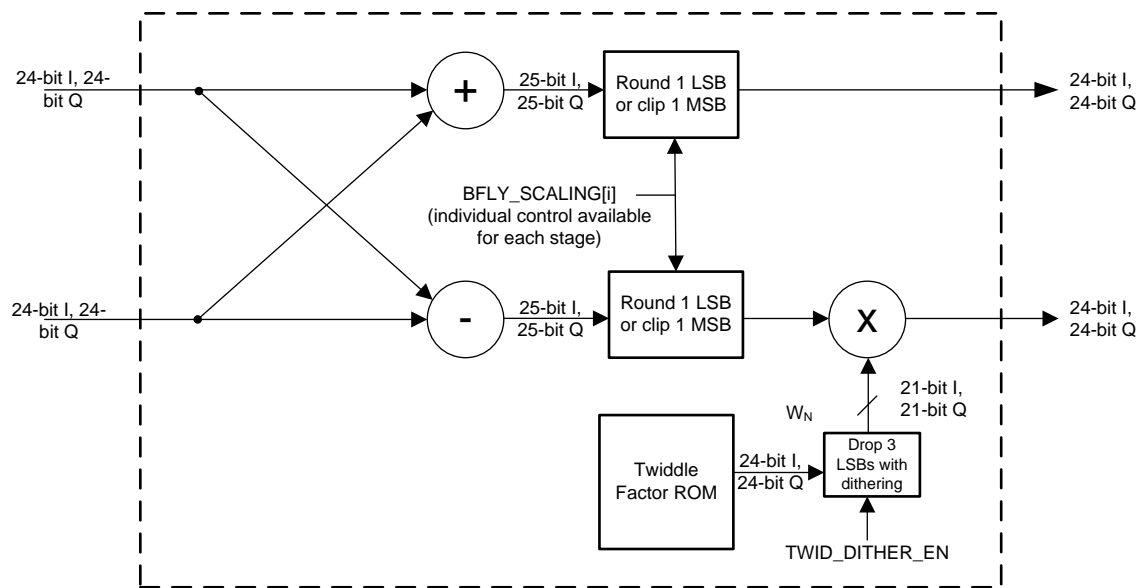 24-bit I, 24-
bit Q
+
25-bit I,
25-bit Q
Round 1 LSB
or clip 1 MSB
24-bit I,
24-bit Q
BFLY_SCALING[i]
(individual control available
for each stage)
24-bit I, 24-
bit Q
-
25-bit I,
25-bit Q
Round 1 LSB
or clip 1 MSB
X
24-bit I,
24-bit Q
21-bit I,
21-bit Q
WN
Twiddle
Factor ROM
24-bit I,
24-bit Q
Drop 3
LSBs with
dithering
TWID_DITHER_EN